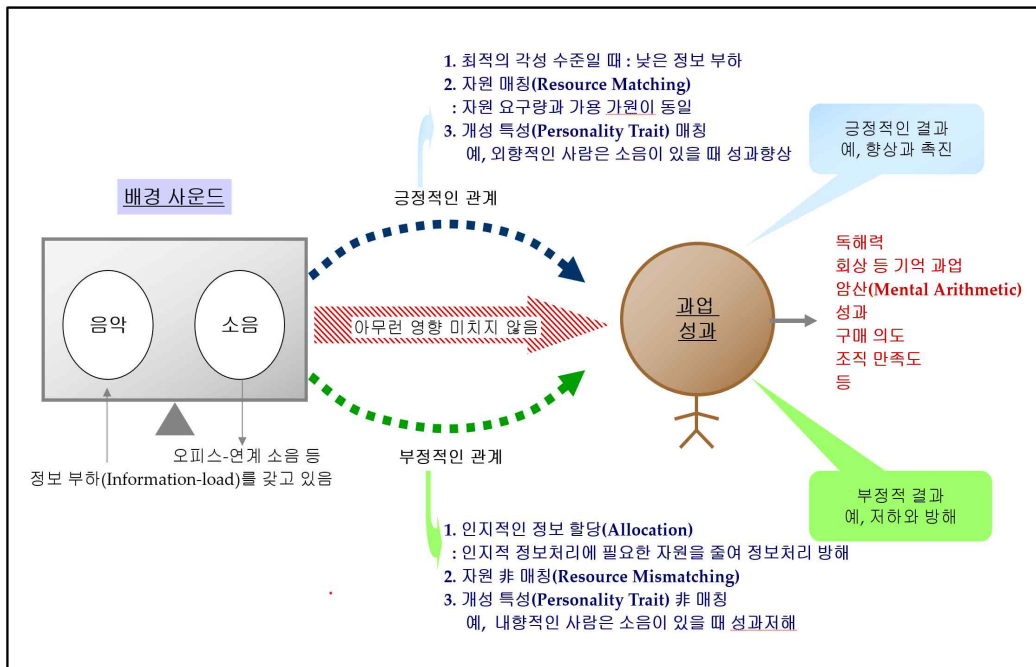 1. 최적의 각성 수준일 때 : 낮은 정보 부하
2. 자원 매칭(Resource Matching)
: 자원 요구량과 가용 가원이 동일
3. 개성 특성(Personality Trait) 매칭
예, 외향적인 사람은 소음이 있을 때 성과향상
긍정적인 결과
예, 향상과 촉진
배경 사운드
긍정적인 관계
음악
소음
아무런 영향 미치지 않음
과업
성과
독해력
회상 등 기억 과업
암산(Mental Arithmetic)
성과
구매 의도
조직 만족도
등
오피스-연계 소음 등
정보 부하(Information-load)를 갖고 있음
부정적인 관계
부정적 결과
예, 저하와 방해
1. 인지적인 정보 할당(Allocation)
: 인지적 정보처리에 필요한 자원을 줄여 정보처리 방해
2. 자원 非 매칭(Resource Mismatching)
3. 개성 특성(Personality Trait) 非 매칭
예, 내향적인 사람은 소음이 있을 때 성과저해